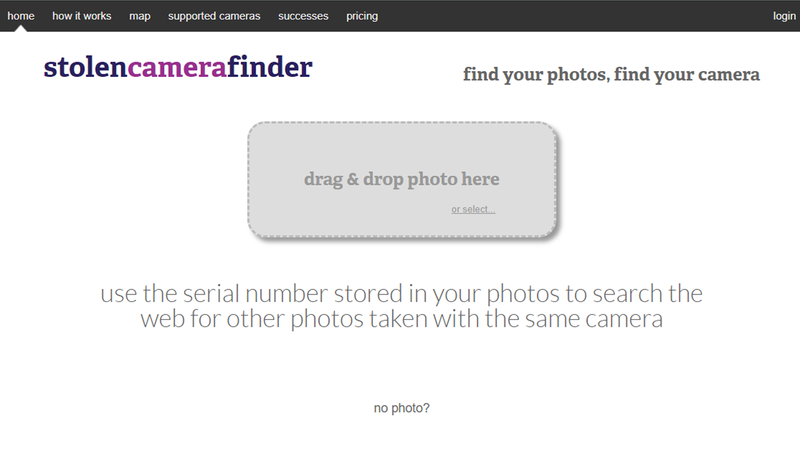 home how it works map supported cameras successes pricing login
stolencamerafinder
find your photos, find your camera
drag & drop photo here
or select...
use the serial number stored in your photos to search the
web for other photos taken with the same camera
no photo?